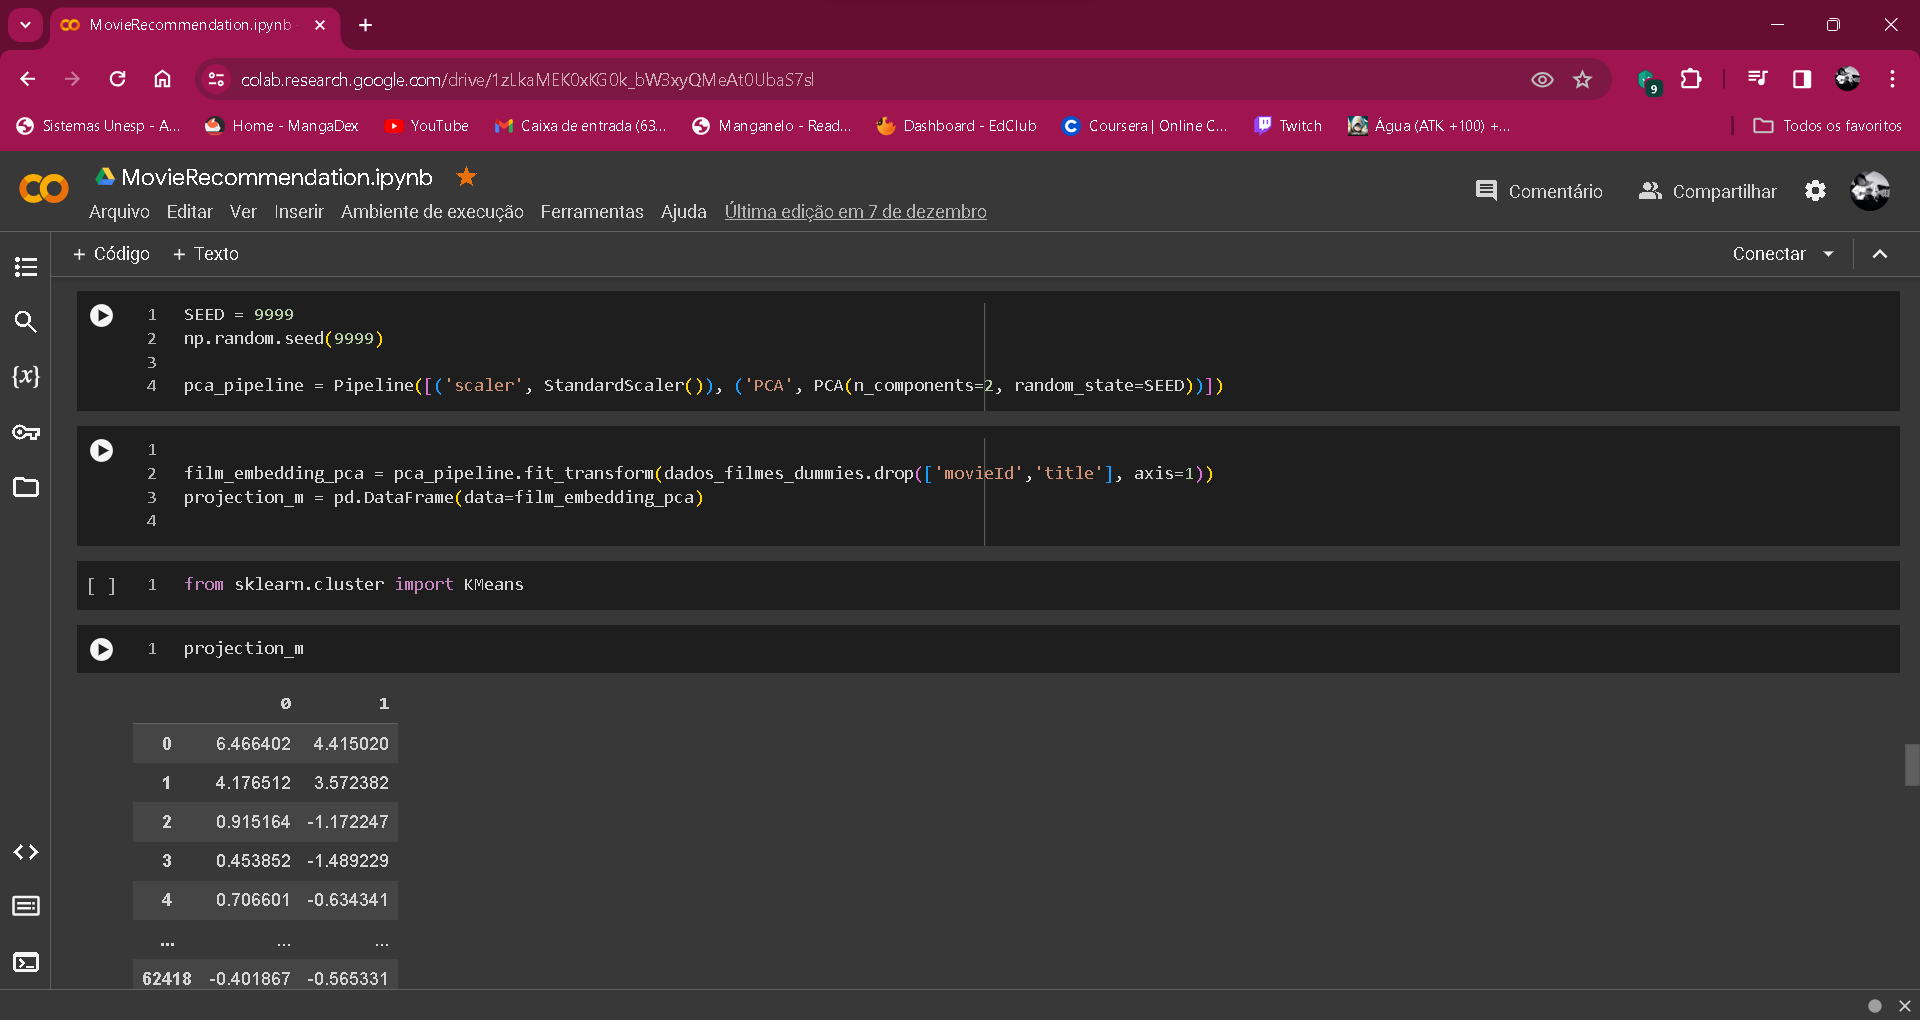 MovieRecommendation.ipynb
colab.research.google.com/drive/1zLkaMEK0xKG0k_bW3xyQMeAt0UbaS7sl
9
Sistemas Unesp - A... Home - MangaDex YouTube Caixa de entrada (63... Manganelo - Read... Dashboard - EdClub Coursera | Online C... Twitch Água (ATK +100) +... Todos os favoritos
MovieRecommendation.ipynb
Comentário Compartilhar
Arquivo Editar Ver Inserir Ambiente de execução Ferramentas Ajuda Última edição em 7 de dezembro
+ Código + Texto Conectar
1 SEED = 9999
2 np.random.seed(9999)
3
4 pca_pipeline = Pipeline([('scaler', StandardScaler()), ('PCA', PCA(n_components=2, random_state=SEED))])
1
2 film_embedding_pca = pca_pipeline.fit_transform(dados_filmes_dummies.drop(['movieId','title'], axis=1))
3 projection_m = pd.DataFrame(data=film_embedding_pca)
4
[ ] 1 from sklearn.cluster import KMeans
1 projection_m
0 1
0 6.466402 4.415020
1 4.176512 3.572382
2 0.915164 -1.172247
3 0.453852 -1.489229
4 0.706601 -0.634341
... ... ...
62418 -0.401867 -0.565331